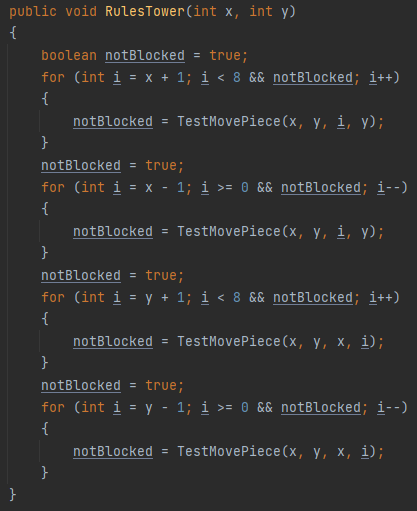 public void RulesTower(int x, int y)
{
    boolean notBlocked = true;
    for (int i = x + 1; i < 8 && notBlocked; i++)
    {
        notBlocked = TestMovePiece(x, y, i, y);
    }
    notBlocked = true;
    for (int i = x - 1; i >= 0 && notBlocked; i--)
    {
        notBlocked = TestMovePiece(x, y, i, y);
    }
    notBlocked = true;
    for (int i = y + 1; i < 8 && notBlocked; i++)
    {
        notBlocked = TestMovePiece(x, y, x, i);
    }
    notBlocked = true;
    for (int i = y - 1; i >= 0 && notBlocked; i--)
    {
        notBlocked = TestMovePiece(x, y, x, i);
    }
}